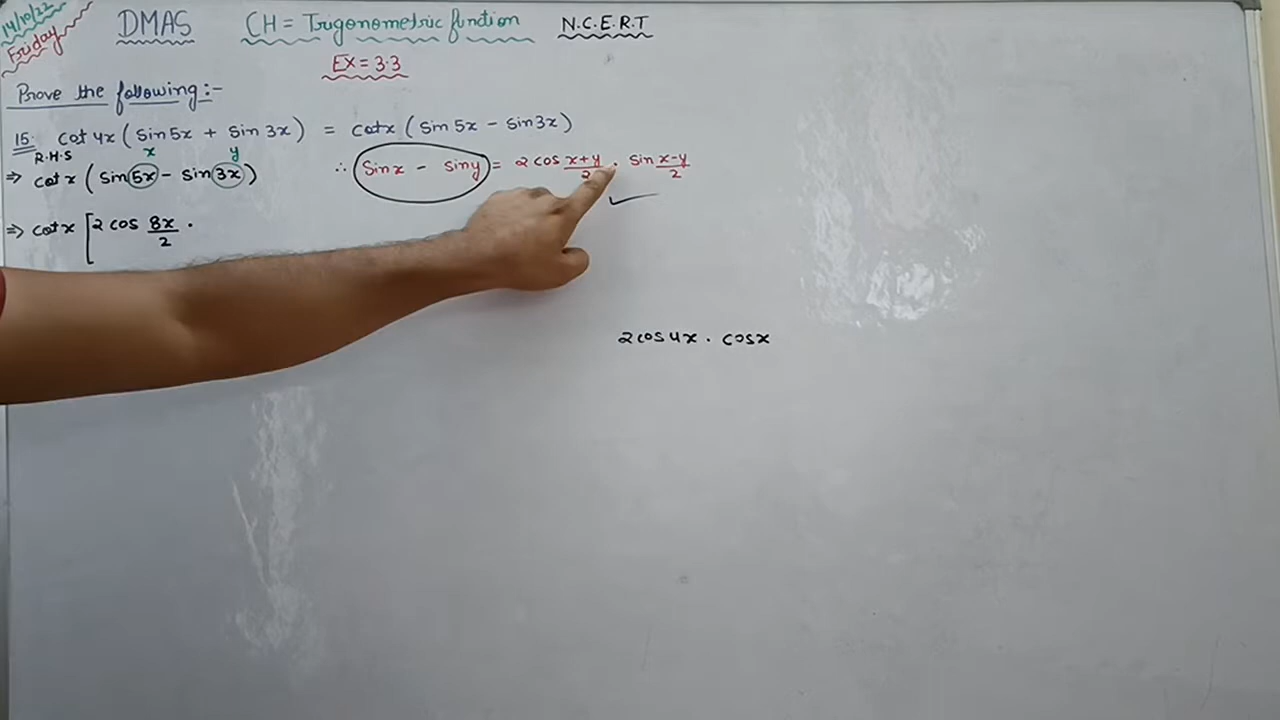 14/10/22
Friday
DMAS CH = Trigonometric function N.C.E.R.T
EX = 3.3
Prove the following :-
15. cot 4x (sin 5x + sin 3x) = cot x (sin 5x - sin 3x)
R.H.S x y
⇒ cot x (sin 5x - sin 3x) ∴ sin x - sin y = 2 cos x+y/2 . sin x-y/2
⇒ cot x [2 cos 8x/2 .
2 cos 4x . cos x